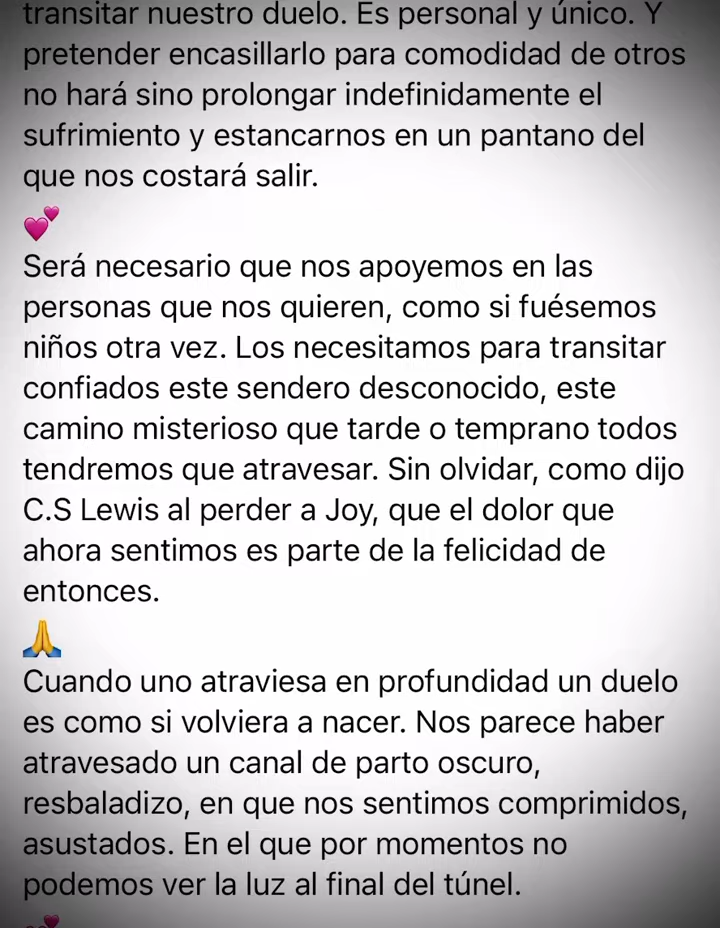 transitar nuestro duelo. Es personal y único. Y
pretender encasillarlo para comodidad de otros
no hará sino prolongar indefinidamente el
sufrimiento y estancarnos en un pantano del
que nos costará salir.
💕
Será necesario que nos apoyemos en las
personas que nos quieren, como si fuésemos
niños otra vez. Los necesitamos para transitar
confiados este sendero desconocido, este
camino misterioso que tarde o temprano todos
tendremos que atravesar. Sin olvidar, como dijo
C.S Lewis al perder a Joy, que el dolor que
ahora sentimos es parte de la felicidad de
entonces.
🙏
Cuando uno atraviesa en profundidad un duelo
es como si volviera a nacer. Nos parece haber
atravesado un canal de parto oscuro,
resbaladizo, en que nos sentimos comprimidos,
asustados. En el que por momentos no
podemos ver la luz al final del túnel.
💕